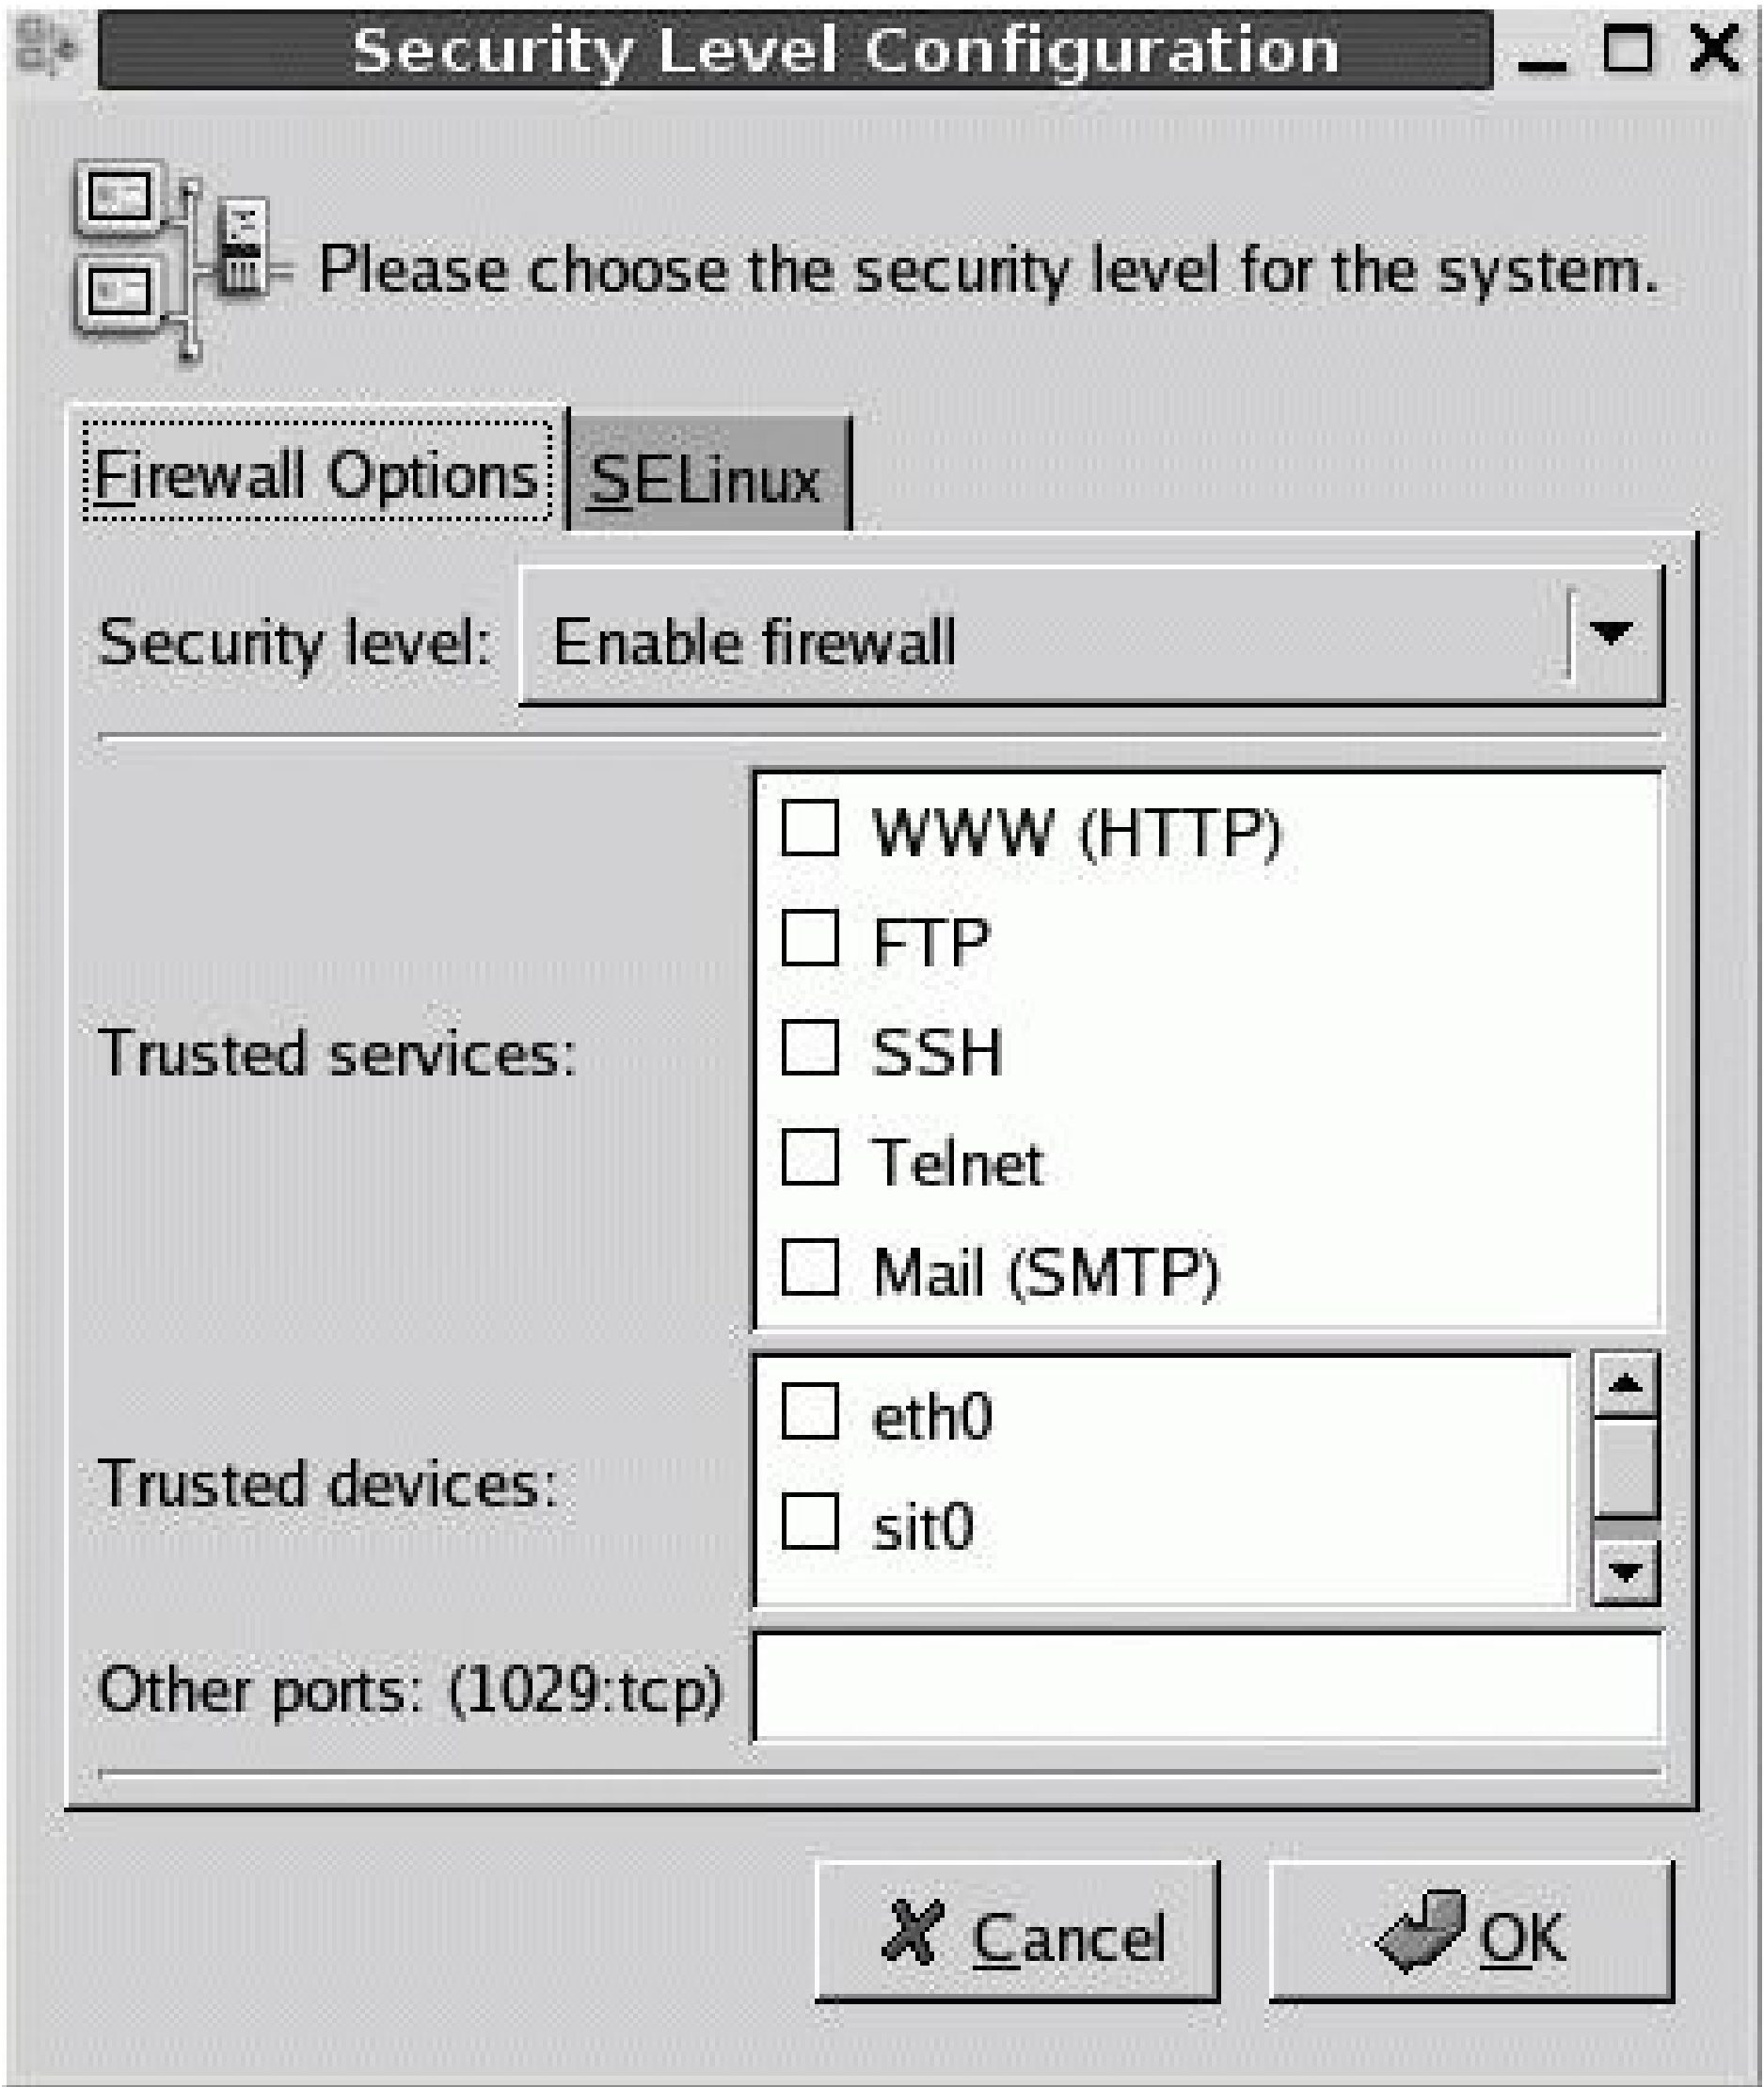 Security Level Configuration
Please choose the security level for the system.
Firewall Options SELinux
Security level: Enable firewall
WWW (HTTP)
FTP
Trusted services: SSH
Telnet
Mail (SMTP)
eth0
Trusted devices:
sit0
Other ports: (1029:tcp)
Cancel OK